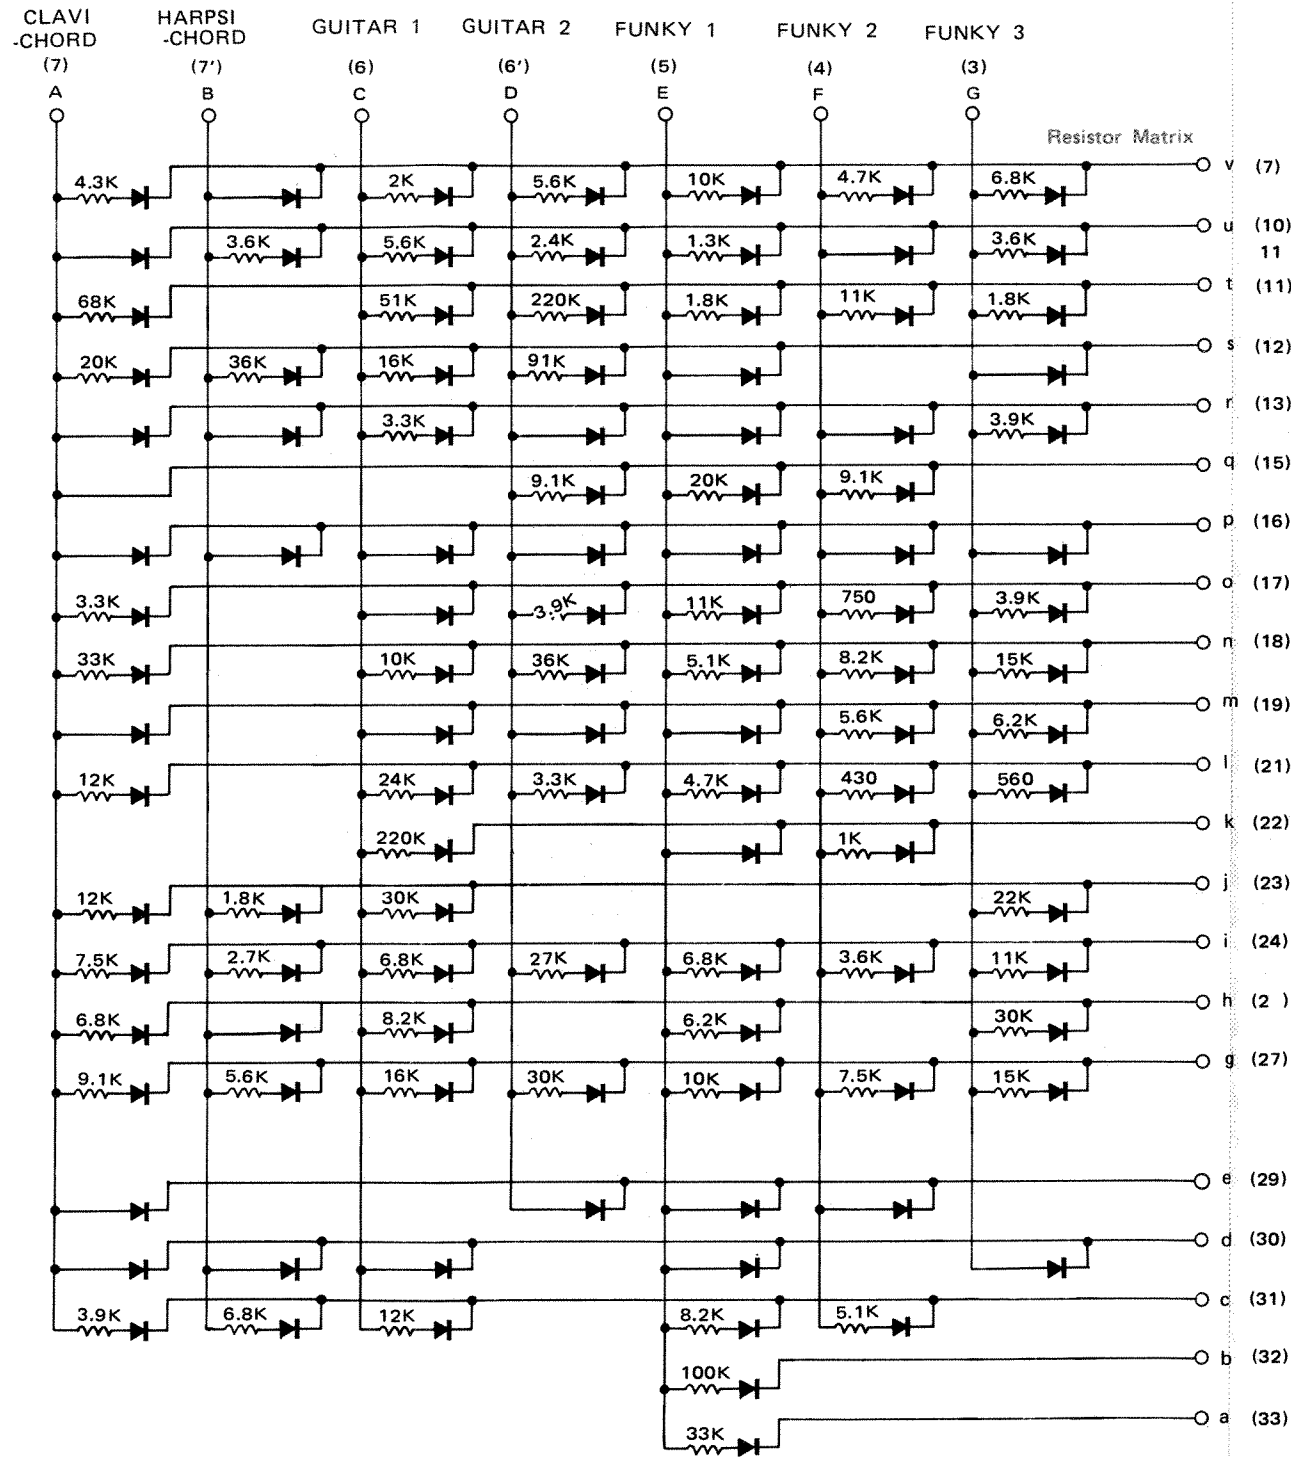 CLAVI -CHORD HARPSI -CHORD GUITAR 1 GUITAR 2 FUNKY 1 FUNKY 2 FUNKY 3
(7) (7') (6) (6') (5) (4) (3)
A B C D E F G
Resistor Matrix
4.3K 2K 5.6K 10K 4.7K 6.8K v (7)
3.6K 5.6K 2.4K 1.3K 3.6K u (10)
11
68K 51K 220K 1.8K 11K 1.8K t (11)
20K 36K 16K 91K s (12)
3.3K 3.9K r (13)
9.1K 20K 9.1K q (15)
p (16)
3.3K 3.9K 11K 750 3.9K o (17)
33K 10K 36K 5.1K 8.2K 15K n (18)
5.6K 6.2K m (19)
12K 24K 3.3K 4.7K 430 560 l (21)
220K 1K k (22)
12K 1.8K 30K 22K j (23)
7.5K 2.7K 6.8K 27K 6.8K 3.6K 11K i (24)
6.8K 8.2K 6.2K 30K h (2 )
9.1K 5.6K 16K 30K 10K 7.5K 15K g (27)
e (29)
d (30)
3.9K 6.8K 12K 8.2K 5.1K c (31)
100K b (32)
33K a (33)